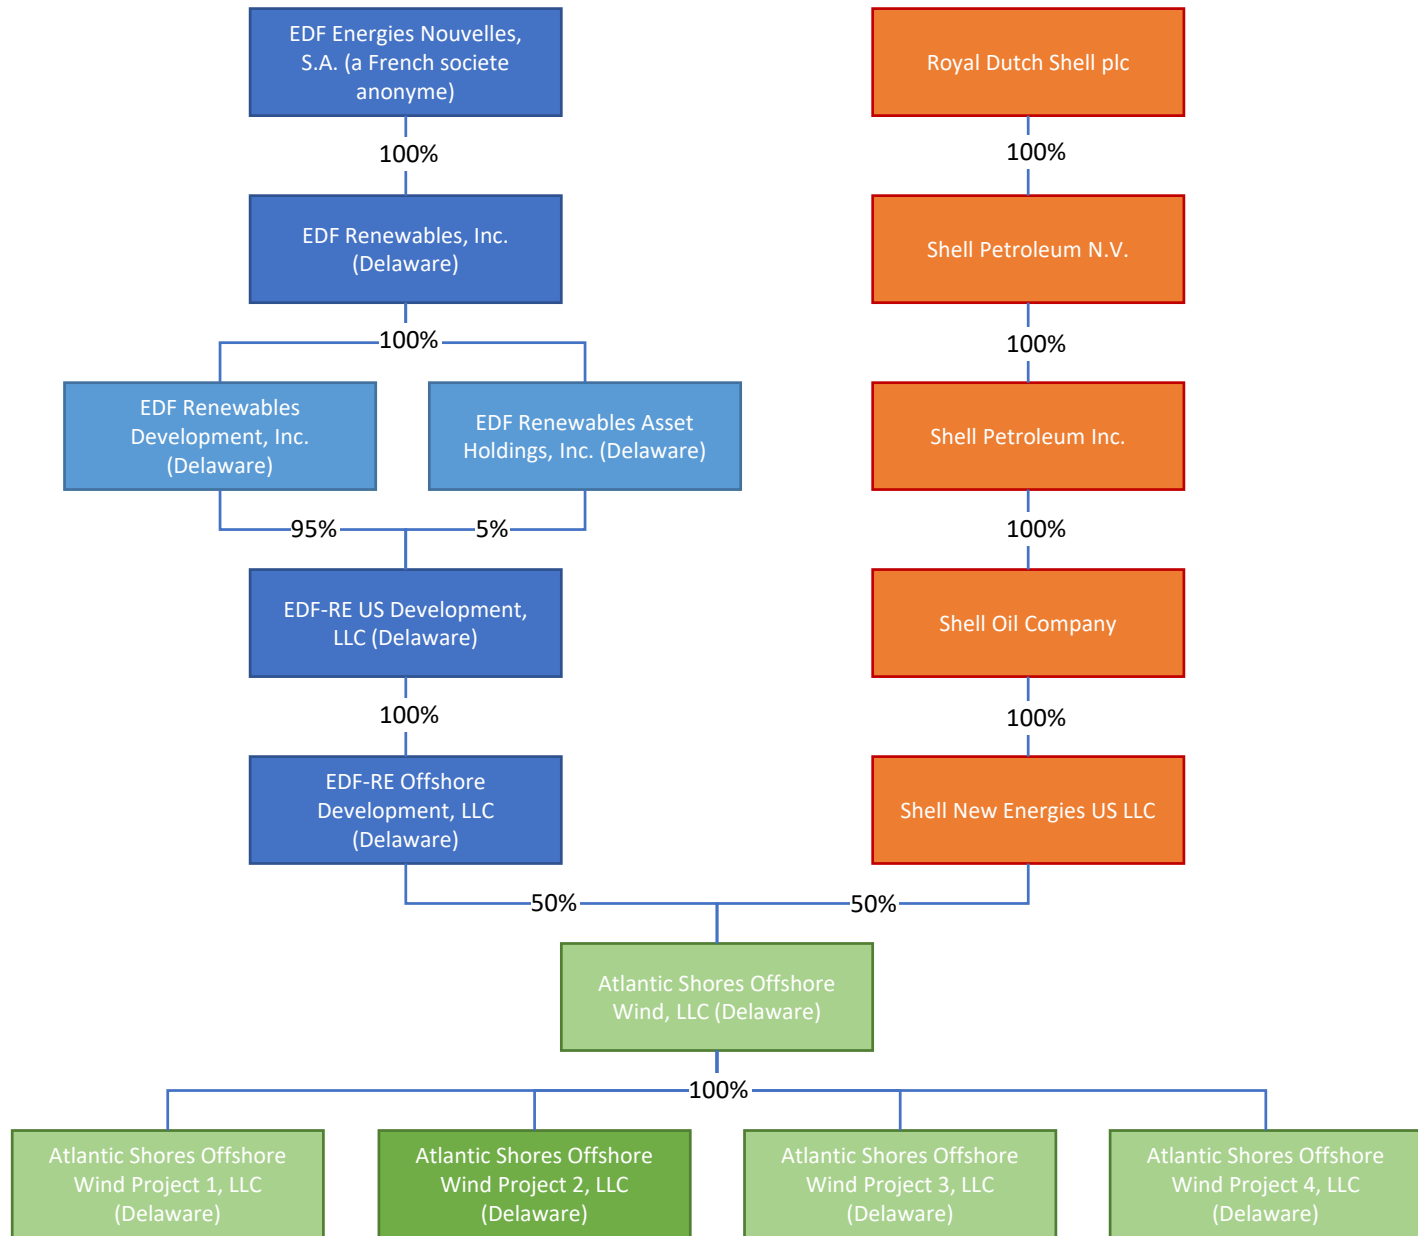 EDF Energies Nouvelles,
S.A. (a French societe
anonyme)
Royal Dutch Shell plc
100%
100%
EDF Renewables, Inc.
(Delaware)
Shell Petroleum N.V.
100%
100%
EDF Renewables
Development, Inc.
(Delaware)
EDF Renewables Asset
Holdings, Inc. (Delaware)
Shell Petroleum Inc.
95%
5%
100%
EDF-RE US Development,
LLC (Delaware)
Shell Oil Company
100%
100%
EDF-RE Offshore
Development, LLC
(Delaware)
Shell New Energies US LLC
50%
50%
Atlantic Shores Offshore
Wind, LLC (Delaware)
100%
Atlantic Shores Offshore
Wind Project 1, LLC
(Delaware)
Atlantic Shores Offshore
Wind Project 2, LLC
(Delaware)
Atlantic Shores Offshore
Wind Project 3, LLC
(Delaware)
Atlantic Shores Offshore
Wind Project 4, LLC
(Delaware)